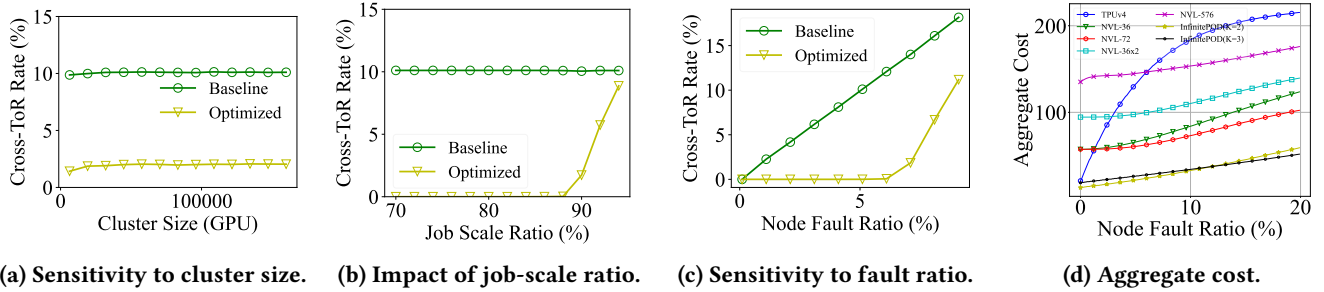 Cross-ToR Rate (%)
15
10
5
0
Baseline
Optimized
0
100000
Cluster Size (GPU)
(a) Sensitivity to cluster size.
Cross-ToR Rate (%)
15
10
5
0
Baseline
Optimized
70
80
90
Job Scale Ratio (%)
(b) Impact of job-scale ratio.
Cross-ToR Rate (%)
15
10
5
0
Baseline
Optimized
0
5
Node Fault Ratio (%)
(c) Sensitivity to fault ratio.
Aggregate Cost
200
100
TPUv4
NVL-36
NVL-72
NVL-36x2
NVL-576
InfinitePOD(K=2)
InfinitePOD(K=3)
0
10
20
Node Fault Ratio (%)
(d) Aggregate cost.